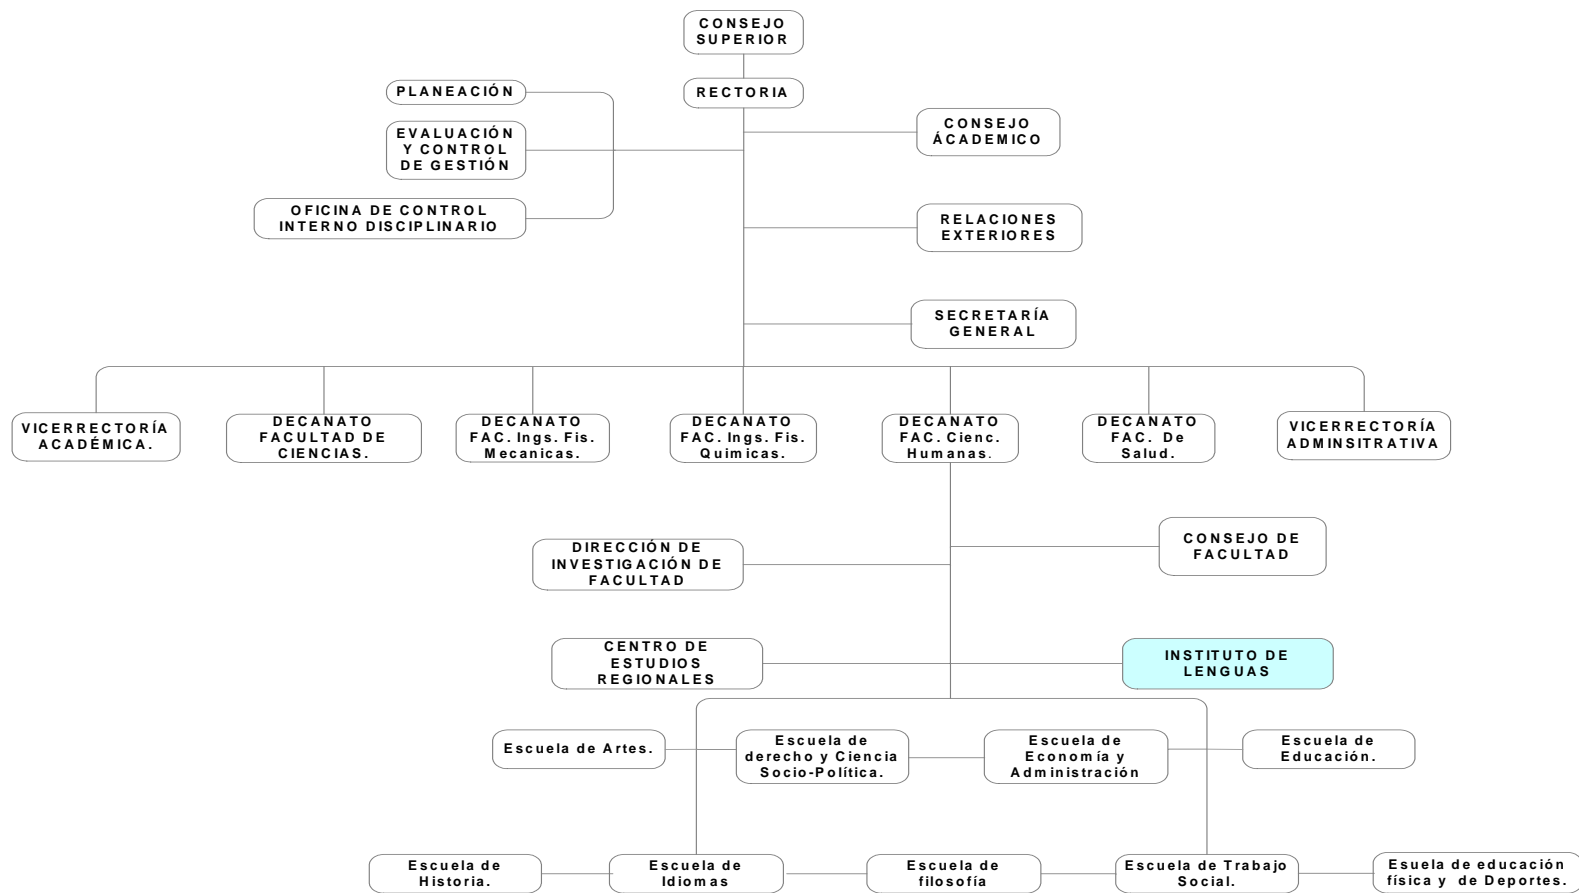 CONSEJO
SUPERIOR
RECTORIA
PLANEACIÓN
EVALUACIÓN
Y CONTROL
DE GESTIÓN
OFICINA DE CONTROL
INTERNO DISCIPLINARIO
CONSEJO
ÁCADEMICO
RELACIONES
EXTERIORES
SECRETARÍA
GENERAL
VICERRECTORÍA
ACADÉMICA.
DECANATO
FACULTAD DE
CIENCIAS.
DECANATO
FAC. Ings. Fis.
Mecanicas.
DECANATO
FAC. Ings. Fis.
Quimicas.
DECANATO
FAC. Cienc.
Humanas.
DECANATO
FAC. De
Salud.
VICERRECTORÍA
ADMINSITRATIVA
DIRECCIÓN DE
INVESTIGACIÓN DE
FACULTAD
CONSEJO DE
FACULTAD
CENTRO DE
ESTUDIOS
REGIONALES
INSTITUTO DE
LENGUAS
Escuela de Artes.
Escuela de
derecho y Ciencia
Socio-Política.
Escuela de
Economía y
Administración
Escuela de
Educación.
Escuela de
Historia.
Escuela de
Idiomas
Escuela de
filosofía
Escuela de Trabajo
Social.
Esuela de educación
física y de Deportes.